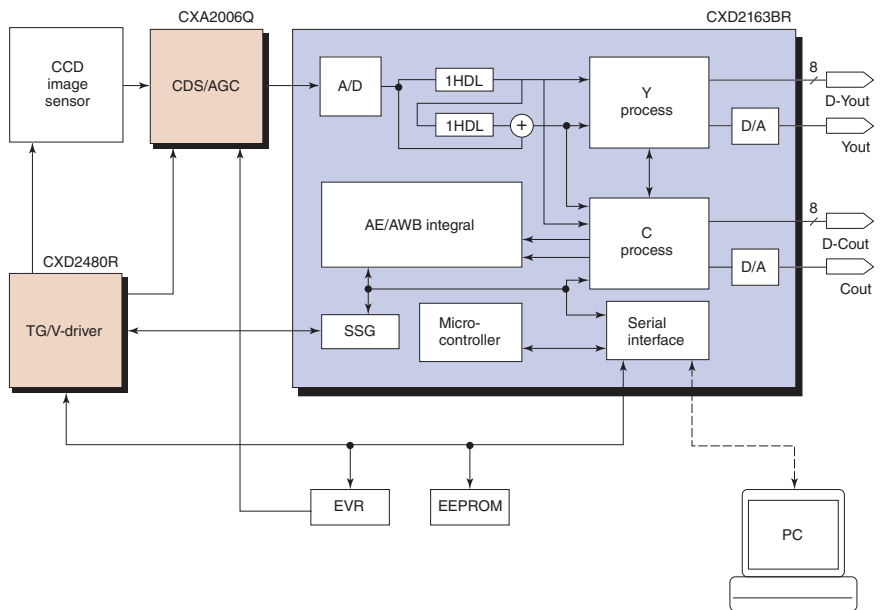 CXA2006Q
CXD2163BR
CCD
image
sensor
CDS/AGC
A/D
1HDL
1HDL
+
Y
process
8
D-Yout
D/A
Yout
AE/AWB integral
C
process
8
D-Cout
D/A
Cout
CXD2480R
TG/V-driver
SSG
Micro-
controller
Serial
interface
EVR
EEPROM
PC